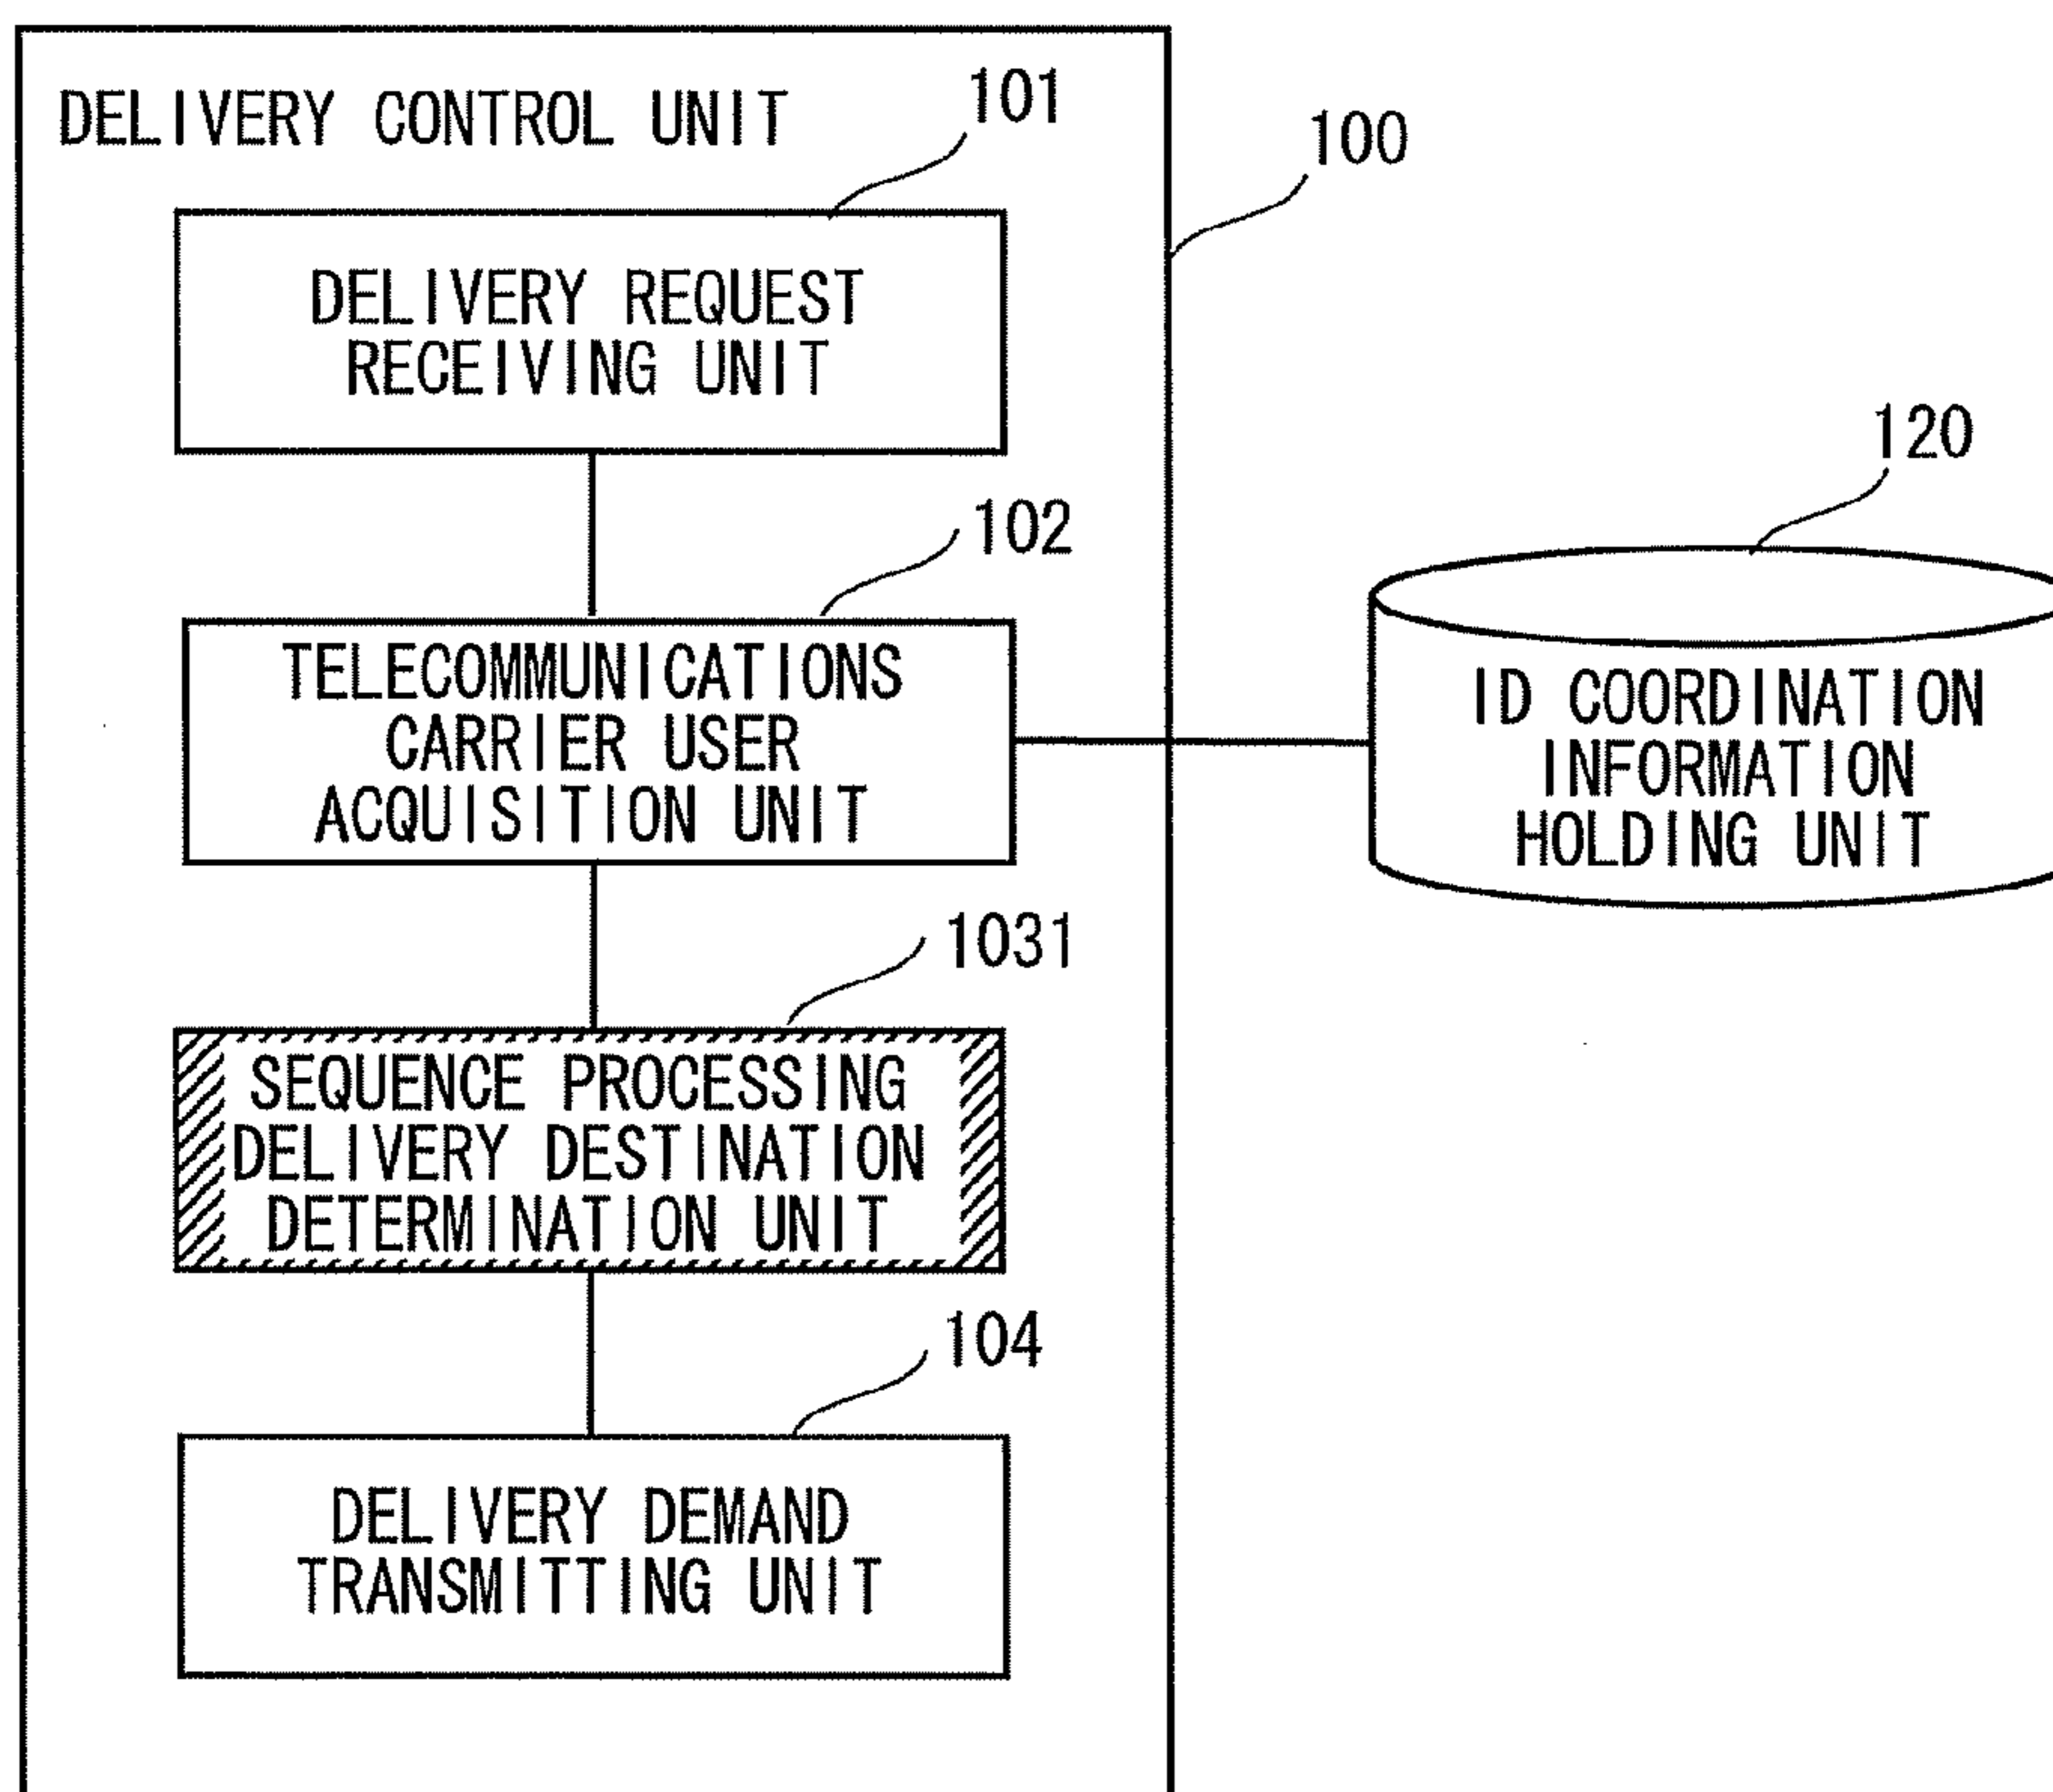 DELIVERY CONTROL UNIT
101
100
DELIVERY REQUEST
RECEIVING UNIT
120
102
TELECOMMUNICATIONS
CARRIER USER
ACQUISITION UNIT
ID COORDINATION
INFORMATION
HOLDING UNIT
1031
SEQUENCE PROCESSING
DELIVERY DESTINATION
DETERMINATION UNIT
104
DELIVERY DEMAND
TRANSMITTING UNIT